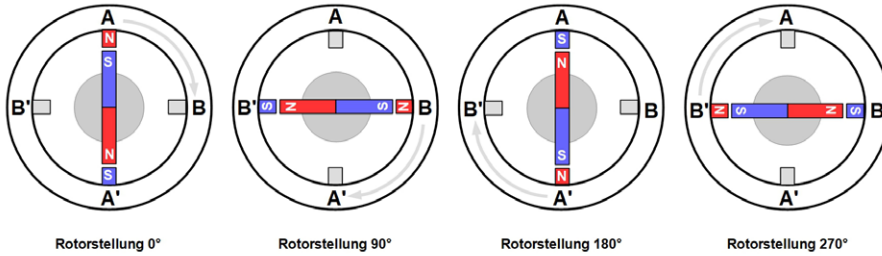 A
N
S
B'
B
N
S
A'
Rotorstellung 0°
A
B'
S
N
S
N
B
A'
Rotorstellung 90°
A
S
N
B'
B
S
N
A'
Rotorstellung 180°
A
B'
N
S
N
S
B
A'
Rotorstellung 270°